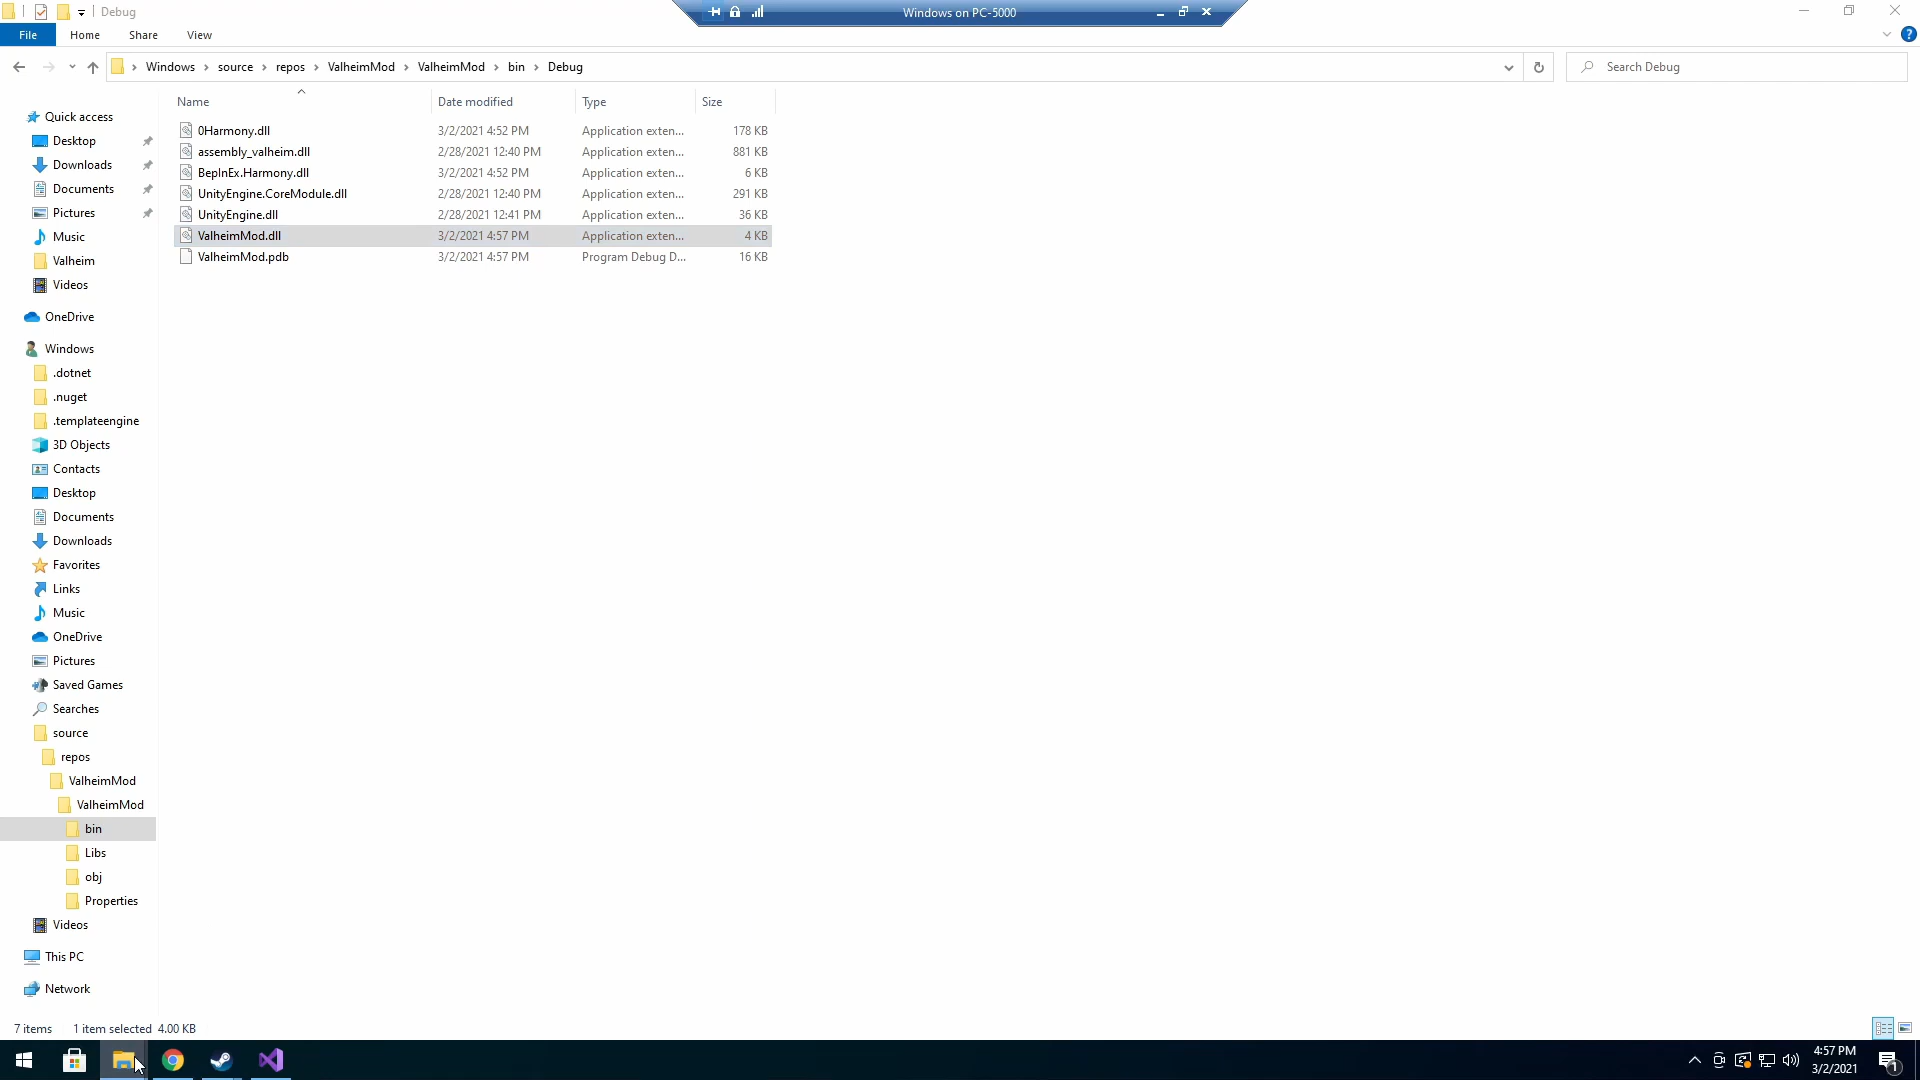 Debug
Windows on PC-5000
File Home Share View
Windows source repos ValheimMod ValheimMod bin Debug
Search Debug
Name Date modified Type Size
0Harmony.dll 3/2/2021 4:52 PM Application exten... 178 KB
assembly_valheim.dll 2/28/2021 12:40 PM Application exten... 881 KB
BepInEx.Harmony.dll 3/2/2021 4:52 PM Application exten... 6 KB
UnityEngine.CoreModule.dll 2/28/2021 12:40 PM Application exten... 291 KB
UnityEngine.dll 2/28/2021 12:41 PM Application exten... 36 KB
ValheimMod.dll 3/2/2021 4:57 PM Application exten... 4 KB
ValheimMod.pdb 3/2/2021 4:57 PM Program Debug D... 16 KB
Quick access
Desktop
Downloads
Documents
Pictures
Music
Valheim
Videos
OneDrive
Windows
.dotnet
.nuget
.templateengine
3D Objects
Contacts
Desktop
Documents
Downloads
Favorites
Links
Music
OneDrive
Pictures
Saved Games
Searches
source
repos
ValheimMod
ValheimMod
bin
Libs
obj
Properties
Videos
This PC
Network
7 items 1 item selected 4.00 KB
4:57 PM
3/2/2021
1